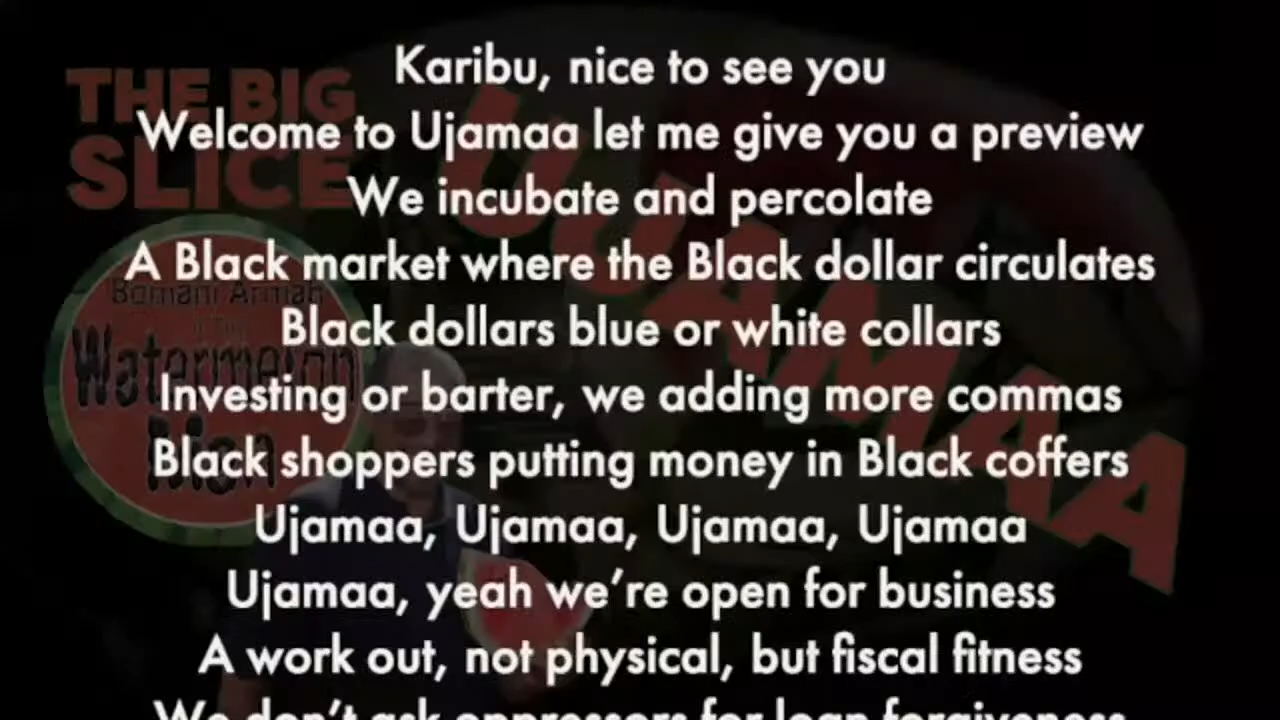 Karibu, nice to see you
Welcome to Ujamaa let me give you a preview
We incubate and percolate
A Black market where the Black dollar circulates
Black dollars blue or white collars
Investing or barter, we adding more commas
Black shoppers putting money in Black coffers
Ujamaa, Ujamaa, Ujamaa, Ujamaa
Ujamaa, yeah we’re open for business
A work out, not physical, but fiscal fitness
We don’t ask oppressors for loan forgiveness
THE BIG
SLICE
Bomani Armah
Watermelon
Man
UJAMAA